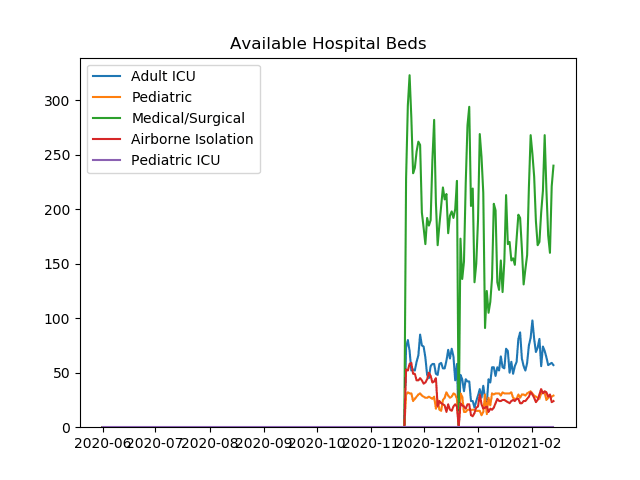 Available Hospital Beds
Adult ICU
Pediatric
Medical/Surgical
Airborne Isolation
Pediatric ICU
300
250
200
150
100
50
0
2020-06 2020-07 2020-08 2020-09 2020-10 2020-11 2020-12 2021-01 2021-02